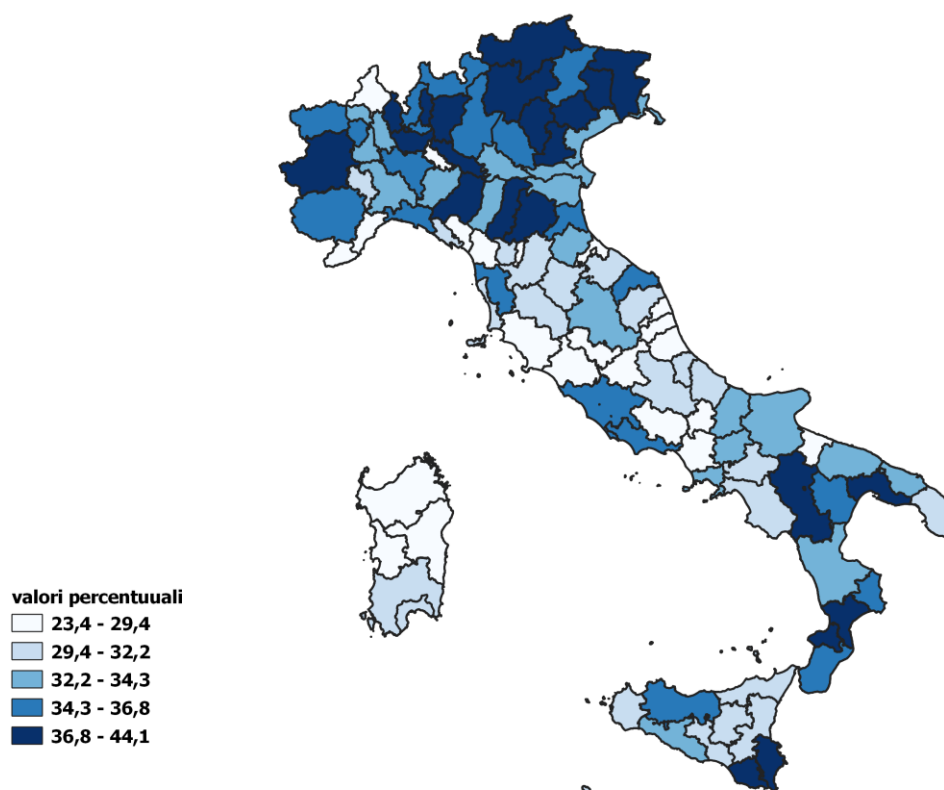 valori percentuuali
23,4 - 29,4
29,4 - 32,2
32,2 - 34,3
34,3 - 36,8
36,8 - 44,1